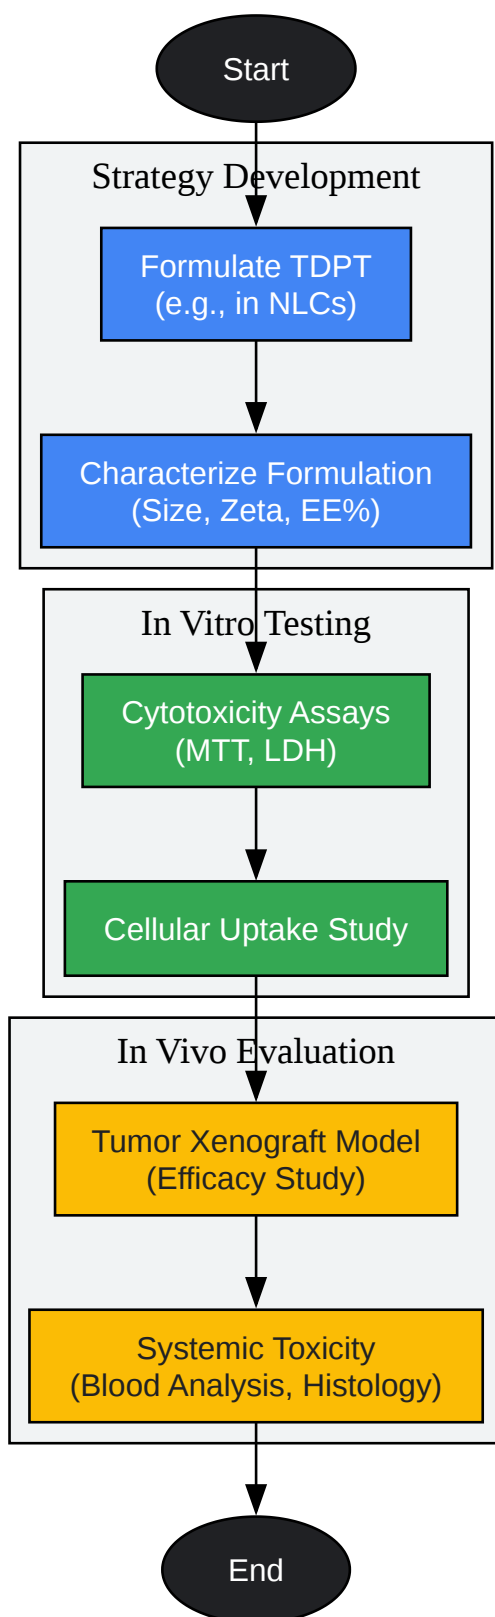 Start
Strategy Development
Formulate TDPT
(e.g., in NLCs)
Characterize Formulation
(Size, Zeta, EE%)
In Vitro Testing
Cytotoxicity Assays
(MTT, LDH)
Cellular Uptake Study
In Vivo Evaluation
Tumor Xenograft Model
(Efficacy Study)
Systemic Toxicity
(Blood Analysis, Histology)
End